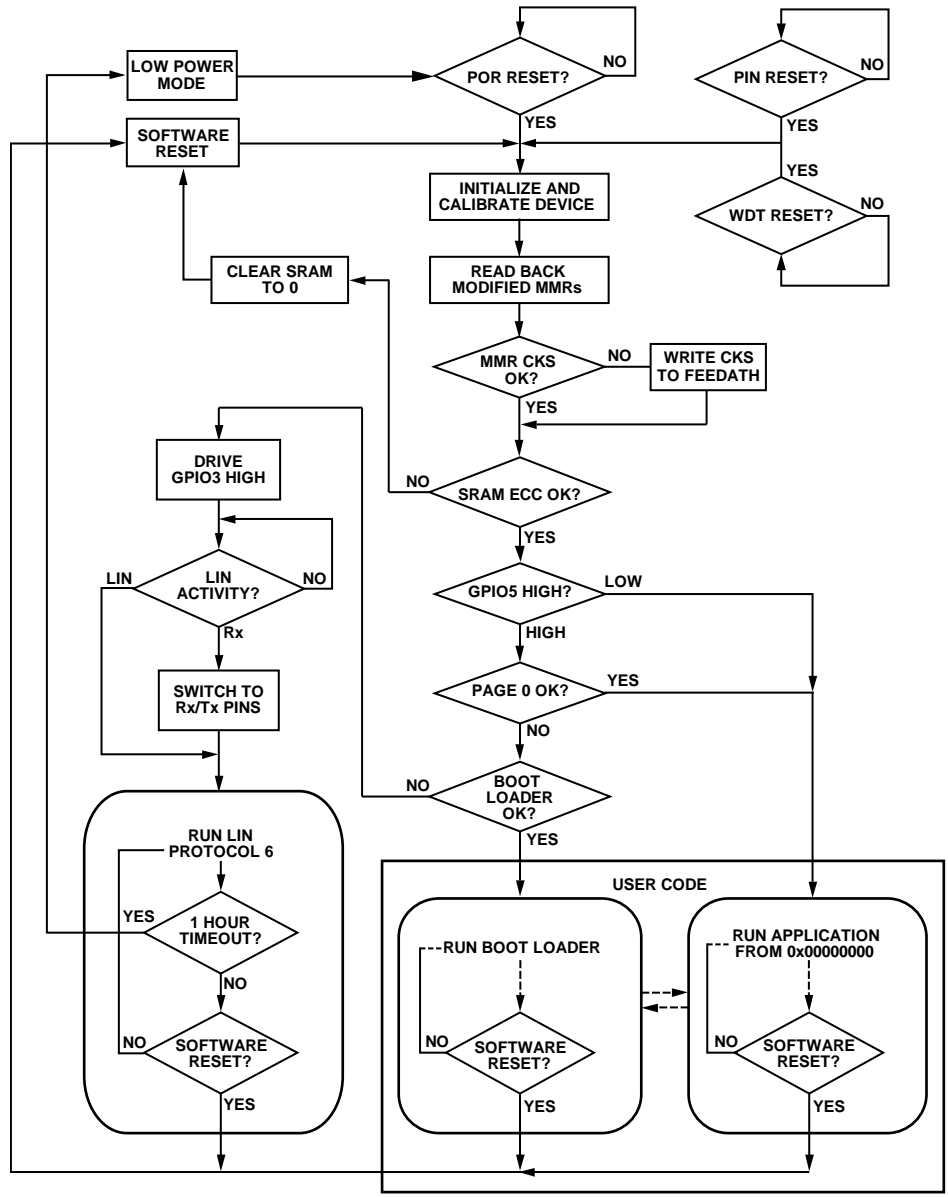 LOW POWER
MODE
POR RESET?
NO
YES
PIN RESET?
NO
YES
SOFTWARE
RESET
YES
WDT RESET?
NO
INITIALIZE AND
CALIBRATE DEVICE
CLEAR SRAM
TO 0
READ BACK
MODIFIED MMRs
MMR CKS
OK?
NO
YES
WRITE CKS
TO FEEDATH
DRIVE
GPIO3 HIGH
NO
SRAM ECC OK?
YES
LIN
LIN
ACTIVITY?
NO
Rx
GPIO5 HIGH?
LOW
HIGH
SWITCH TO
Rx/Tx PINS
PAGE 0 OK?
YES
NO
NO
BOOT
LOADER
OK?
YES
RUN LIN
PROTOCOL 6
YES
1 HOUR
TIMEOUT?
NO
NO
SOFTWARE
RESET?
YES
USER CODE
RUN BOOT LOADER
NO
SOFTWARE
RESET?
YES
RUN APPLICATION
FROM 0x00000000
NO
SOFTWARE
RESET?
YES